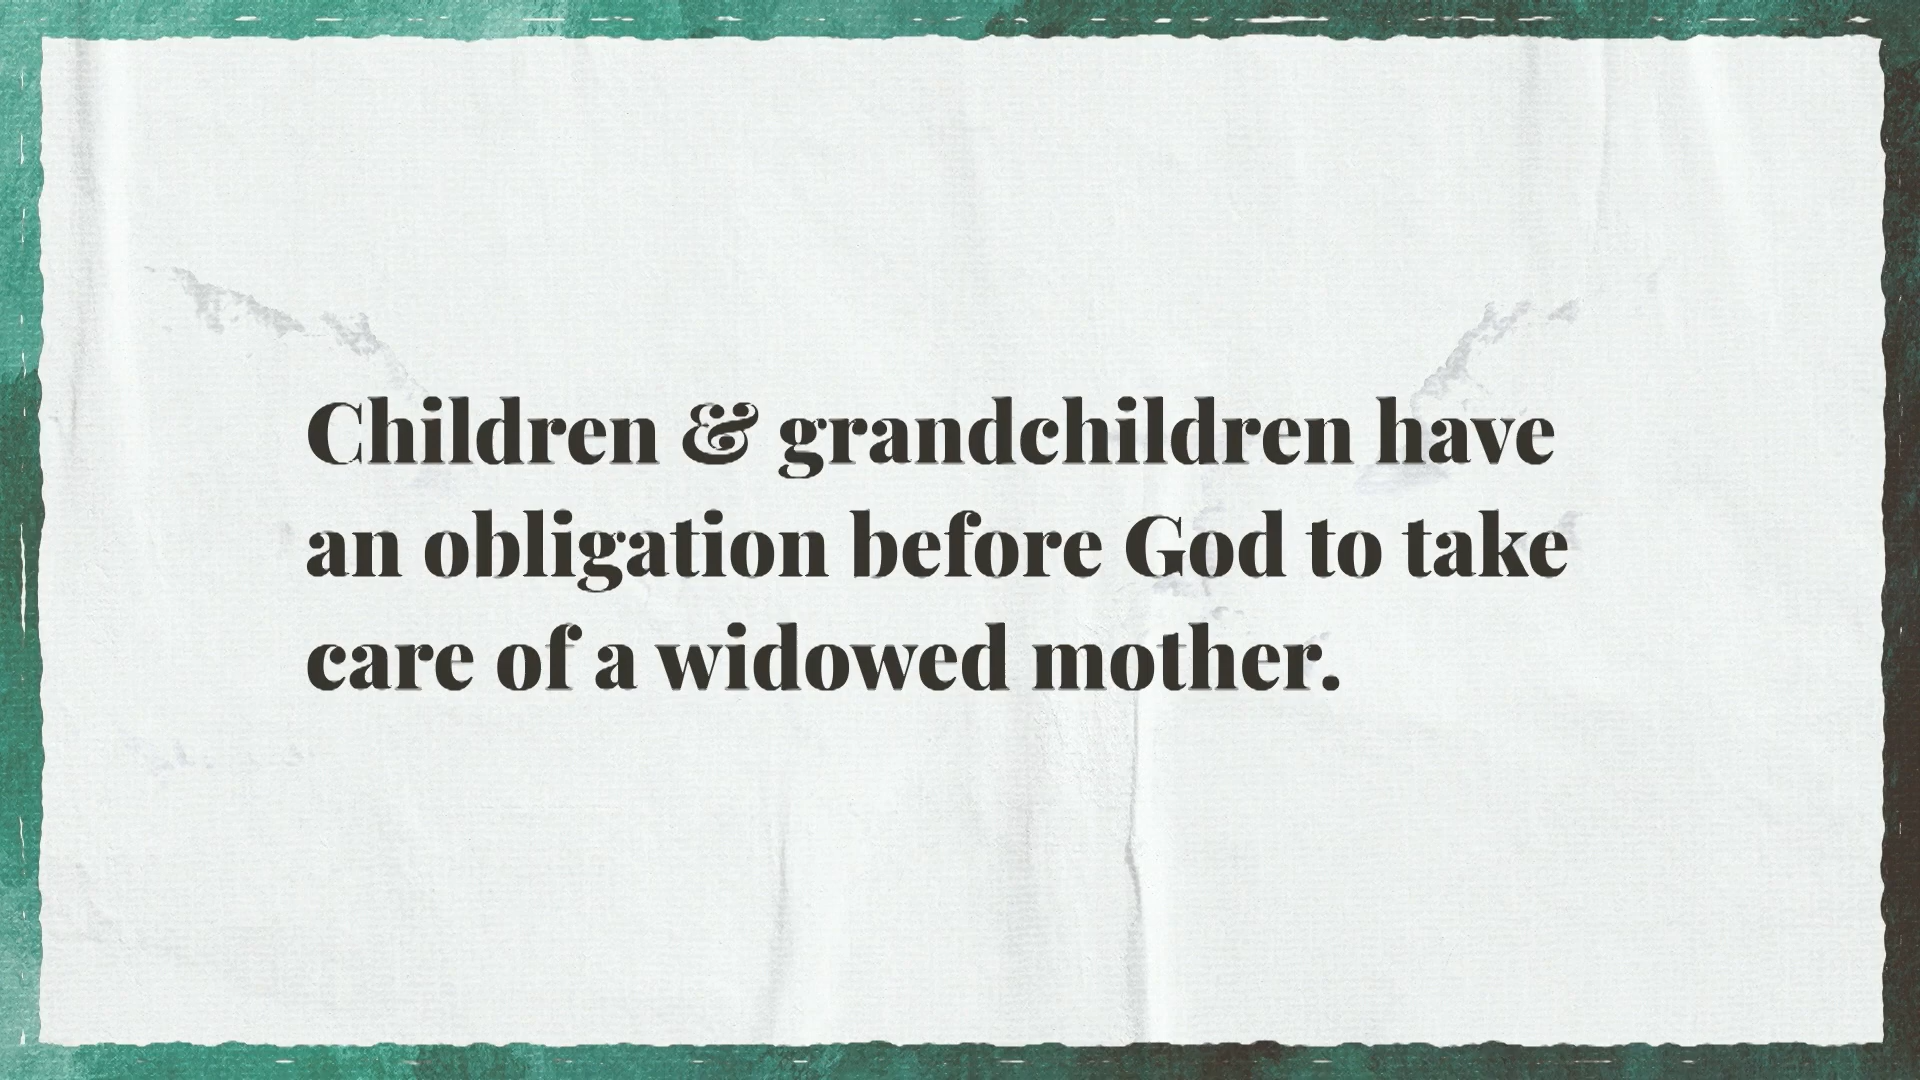 Children & grandchildren have
an obligation before God to take
care of a widowed mother.